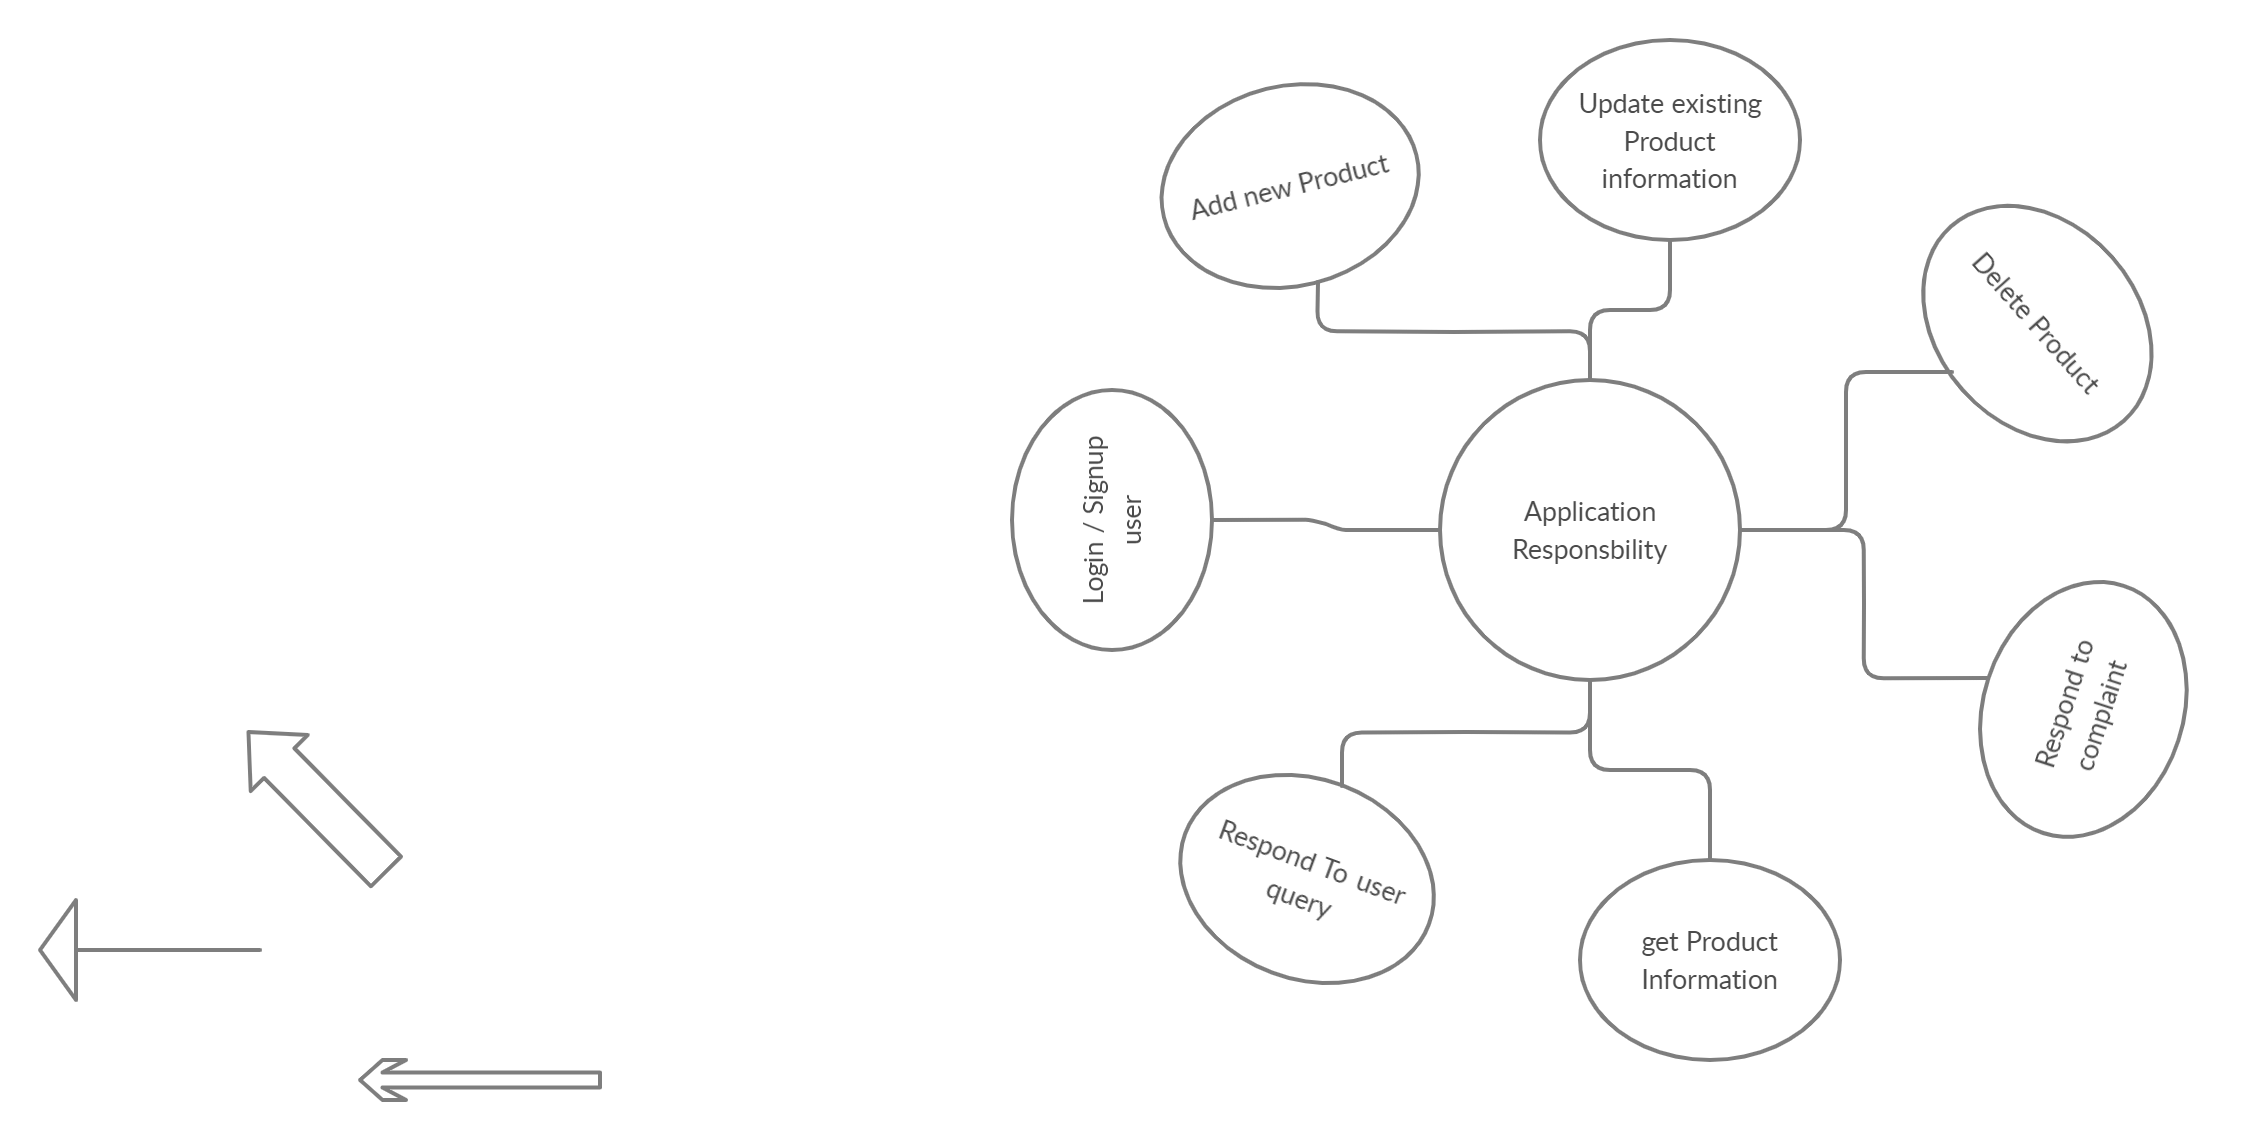 Update existing
Product
information
Add new Product
Delete Product
Login / Signup
user
Application
Responsbility
Respond to
complaint
Respond To user
query
get Product
Information